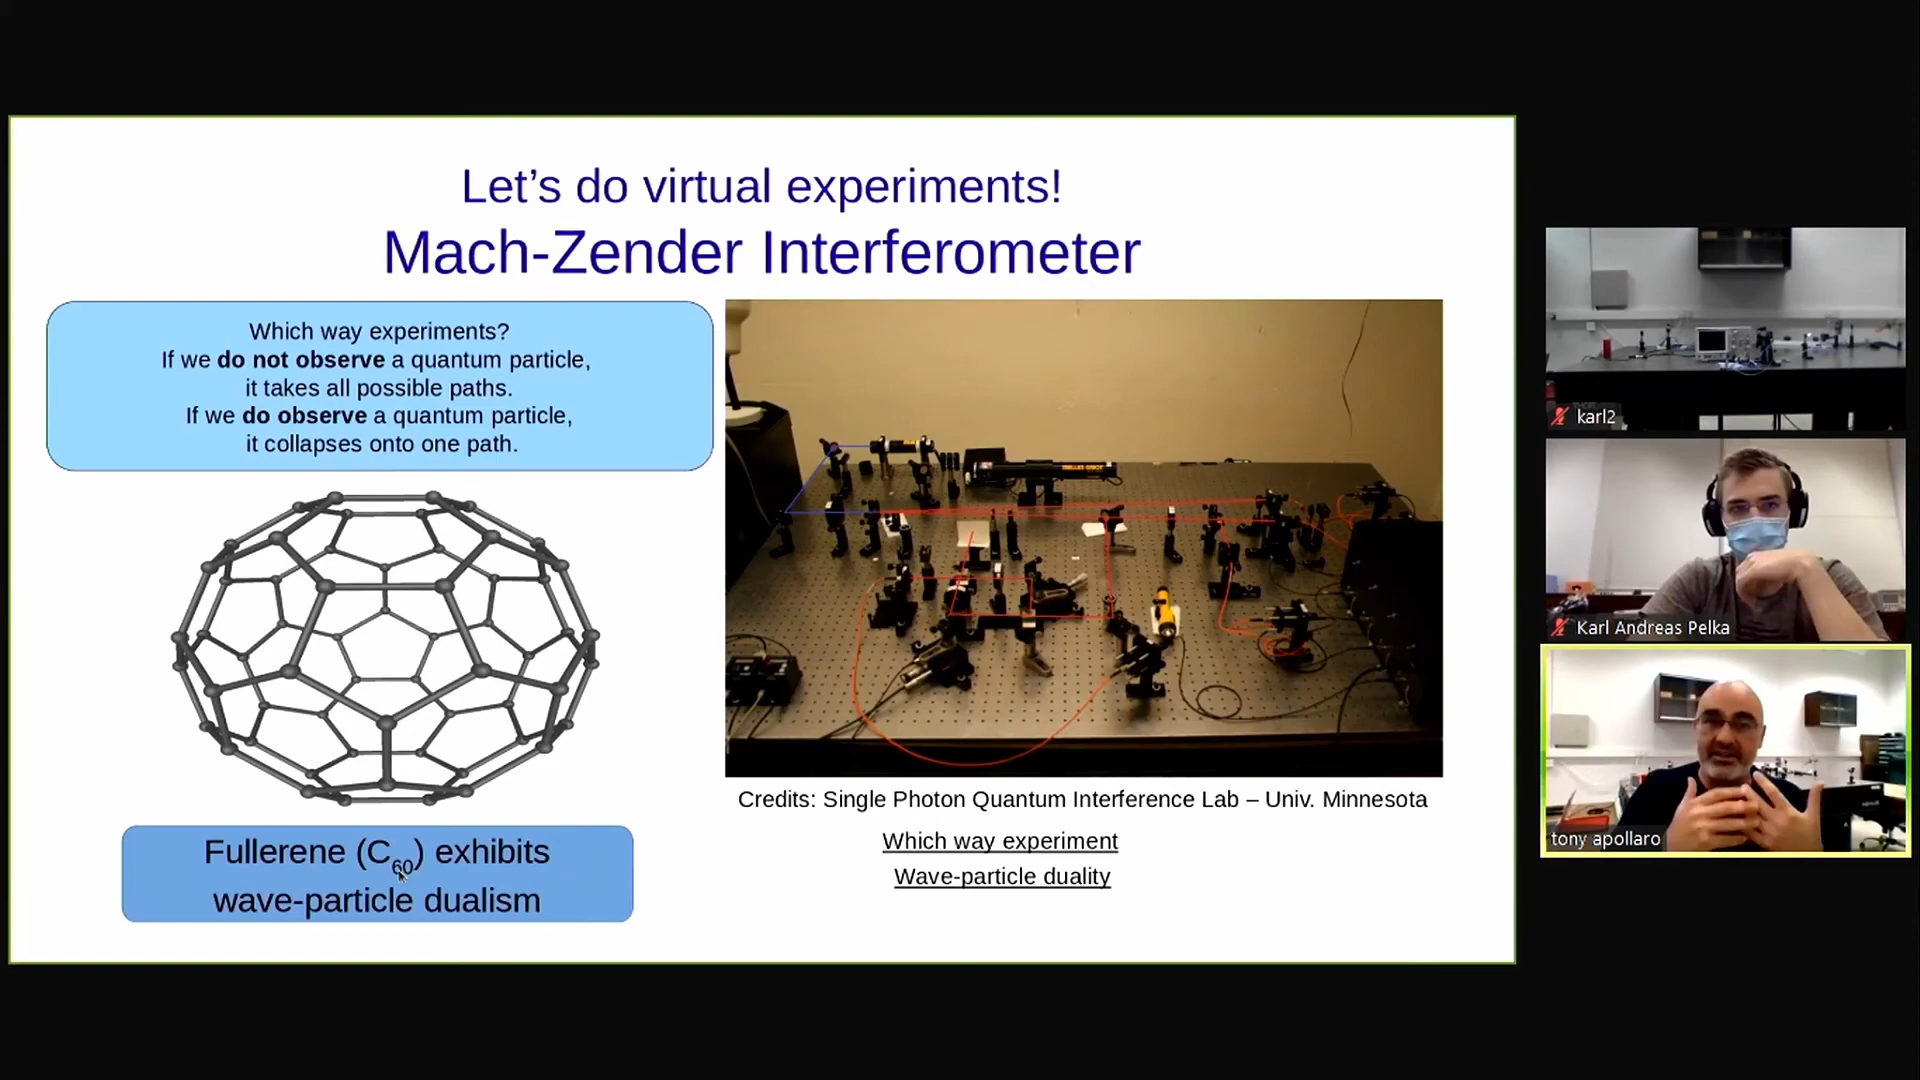 Let’s do virtual experiments!
Mach-Zender Interferometer
Which way experiments?
If we do not observe a quantum particle,
it takes all possible paths.
If we do observe a quantum particle,
it collapses onto one path.
Fullerene (C60) exhibits
wave-particle dualism
Credits: Single Photon Quantum Interference Lab – Univ. Minnesota
Which way experiment
Wave-particle duality
karl2
Karl Andreas Pelka
tony apollaro